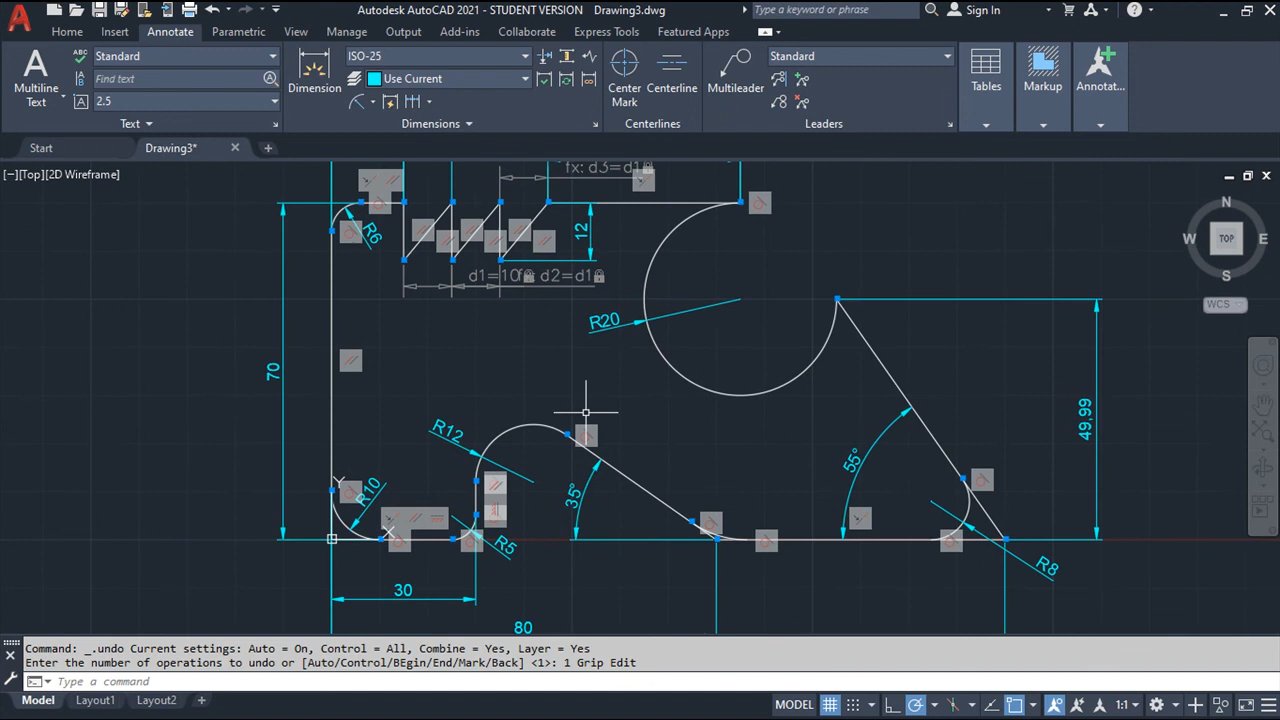 Autodesk AutoCAD 2021 - STUDENT VERSION Drawing3.dwg
Type a keyword or phrase
Sign In
Home Insert Annotate Parametric View Manage Output Add-ins Collaborate Express Tools Featured Apps
Multiline
Text
Standard
Find text
2.5
Text
Dimension
ISO-25
Use Current
Dimensions
Center
Mark
Centerline
Centerlines
Multileader
Standard
Leaders
Tables
Markup
Annotat...
Start
Drawing3*
[−][Top][2D Wireframe]
fx: d3=d1
N
W
TOP
E
S
WCS
R6
12
d1=10
d2=d1
R20
70
49,99
R12
55°
35°
Y
R10
X
R5
R8
30
80
Command: _.undo Current settings: Auto = On, Control = All, Combine = Yes, Layer = Yes
Enter the number of operations to undo or [Auto/Control/BEgin/End/Mark/Back] <1>: 1 Grip Edit
Type a command
Model Layout1 Layout2
MODEL
1:1